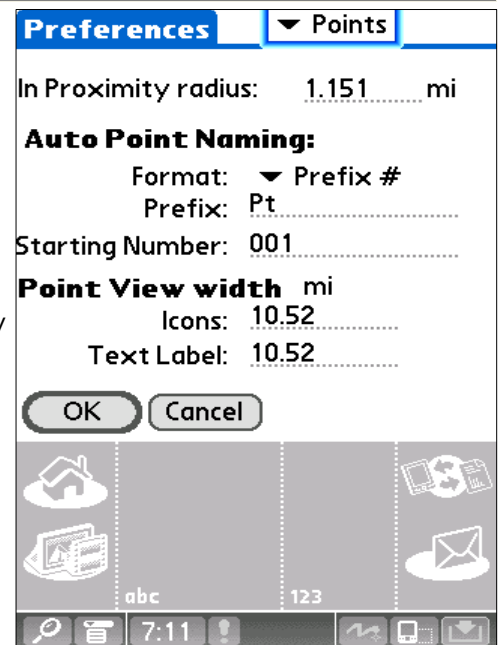 Preferences Points
In Proximity radius: 1.151 mi
Auto Point Naming:
Format: Prefix #
Prefix: Pt
Starting Number: 001
Point View width mi
Icons: 10.52
Text Label: 10.52
OK Cancel
abc 123
7:11